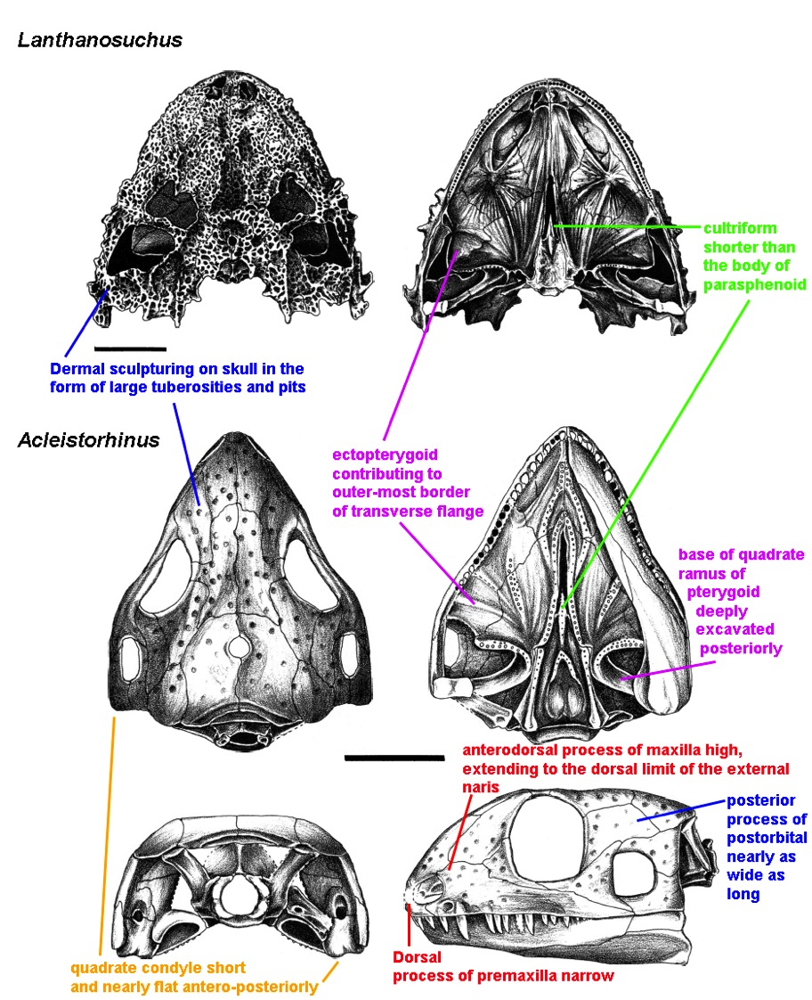 Lanthanosuchus
cultriform
shorter than
the body of
parasphenoid
Dermal sculpturing on skull in the
form of large tuberosities and pits
Acleistorhinus
ectopterygoid
contributing to
outer-most border
of transverse flange
base of quadrate
ramus of
pterygoid
deeply
excavated
posteriorly
anterodorsal process of maxilla high,
extending to the dorsal limit of the external
naris
posterior
process of
postorbital
nearly as
wide as
long
quadrate condyle short
and nearly flat antero-posteriorly
Dorsal
process of premaxilla narrow